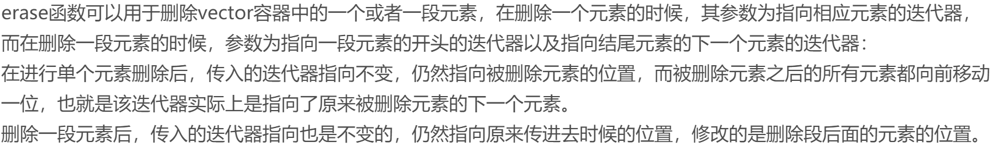 erase函数可以用于删除vector容器中的一个或者一段元素，在删除一个元素的时候，其参数为指向相应元素的迭代器，
而在删除一段元素的时候，参数为指向一段元素的开头的迭代器以及指向结尾元素的下一个元素的迭代器：
在进行单个元素删除后，传入的迭代器指向不变，仍然指向被删除元素的位置，而被删除元素之后的所有元素都向前移动
一位，也就是该迭代器实际上是指向了原来被删除元素的下一个元素。
删除一段元素后，传入的迭代器指向也是不变的，仍然指向原来传进去时候的位置，修改的是删除段后面的元素的位置。